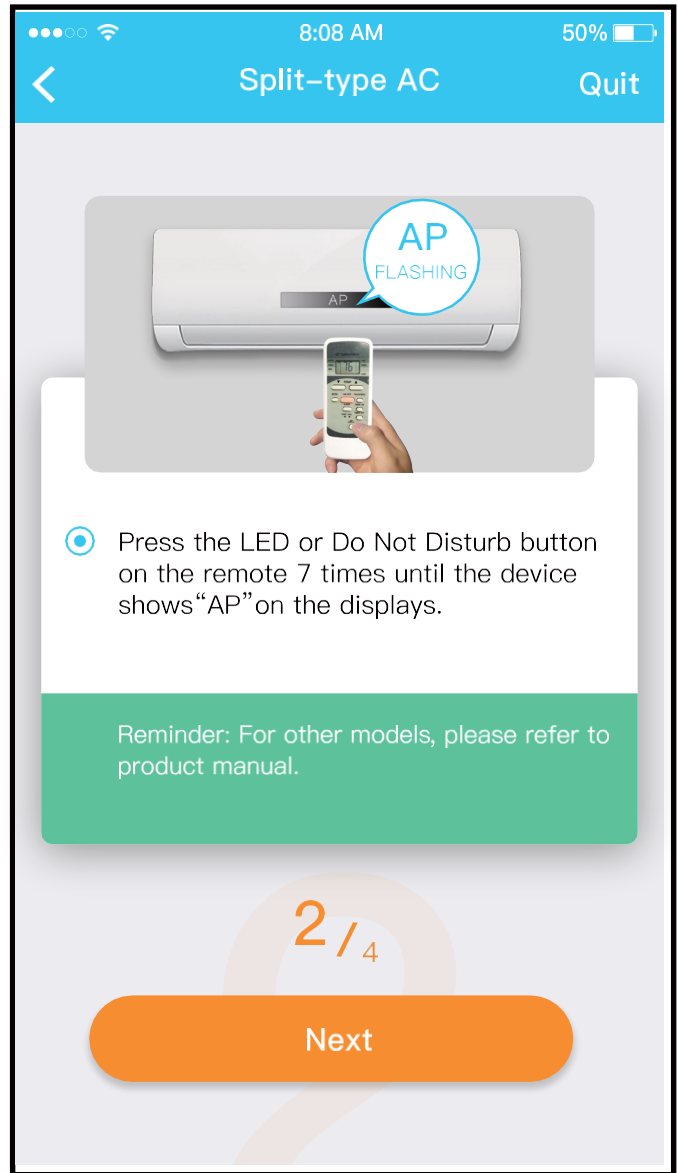 8:08 AM
50%
Split-type AC
Quit
AP
FLASHING
AP
Press the LED or Do Not Disturb button
on the remote 7 times until the device
shows“AP”on the displays.
Reminder: For other models, please refer to
product manual.
2/4
Next